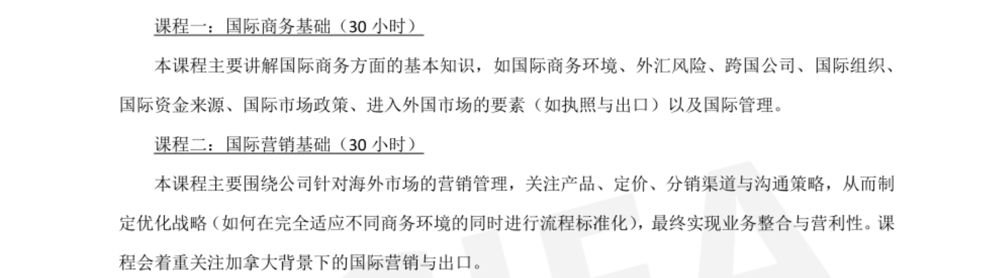 课程一：国际商务基础（30 小时）
本课程主要讲解国际商务方面的基本知识，如国际商务环境、外汇风险、跨国公司、国际组织、
国际资金来源、国际市场政策、进入外国市场的要素（如执照与出口）以及国际管理。
课程二：国际营销基础（30 小时）
本课程主要围绕公司针对海外市场的营销管理，关注产品、定价、分销渠道与沟通策略，从而制
定优化战略（如何在完全适应不同商务环境的同时进行流程标准化），最终实现业务整合与营利性。课
程会着重关注加拿大背景下的国际营销与出口。